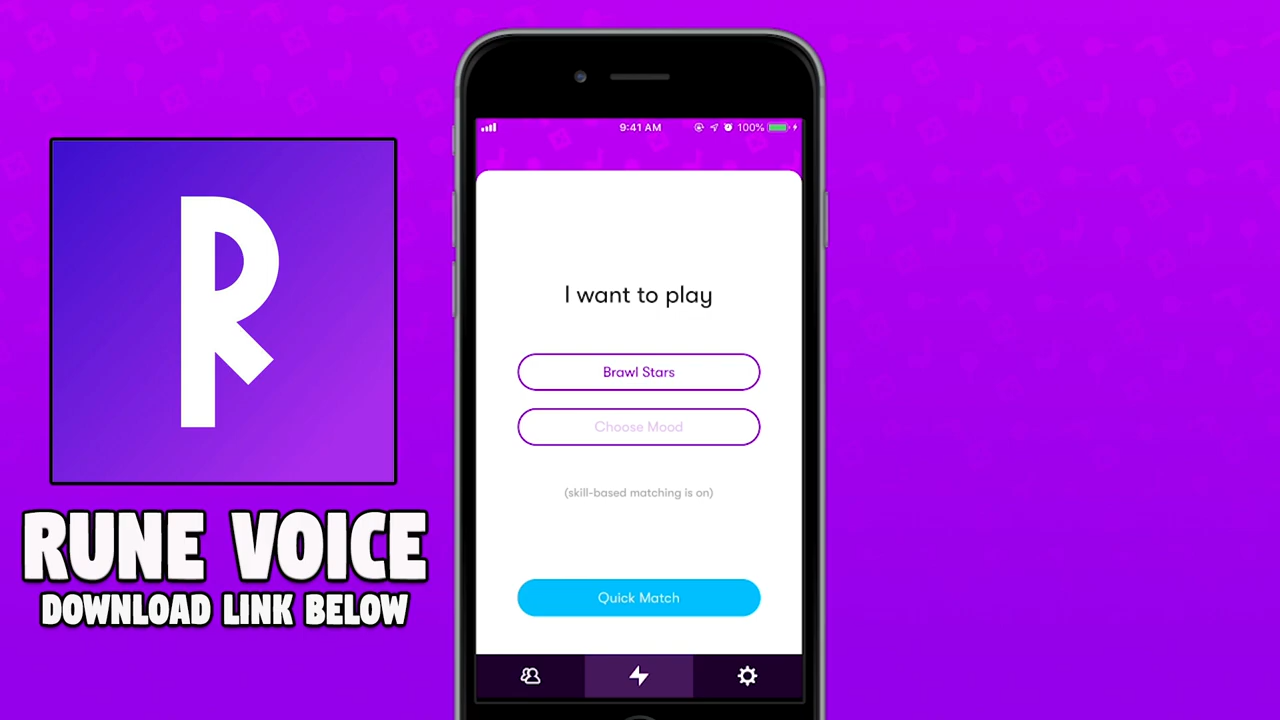 R
RUNE VOICE
DOWNLOAD LINK BELOW
9:41 AM
100%
I want to play
Brawl Stars
Choose Mood
(skill-based matching is on)
Quick Match